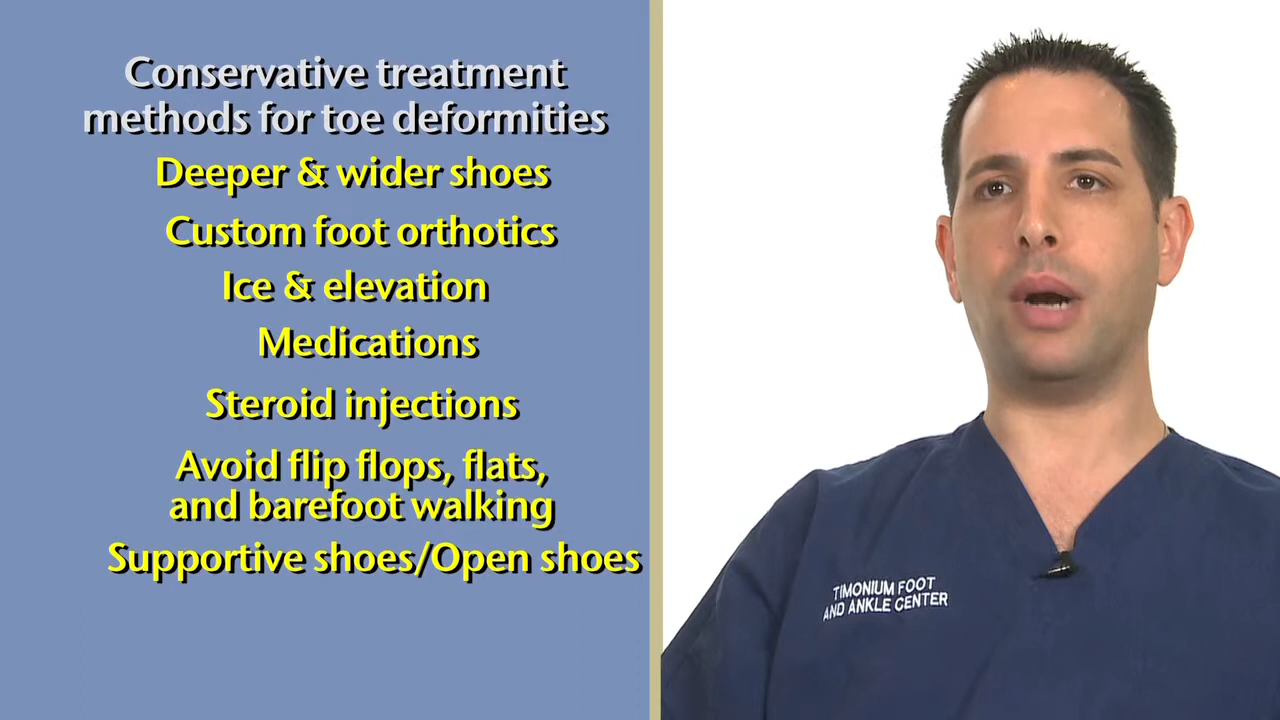 Conservative treatment
methods for toe deformities
Deeper & wider shoes
Custom foot orthotics
Ice & elevation
Medications
Steroid injections
Avoid flip flops, flats,
and barefoot walking
Supportive shoes/Open shoes
TIMONIUM FOOT
AND ANKLE CENTER